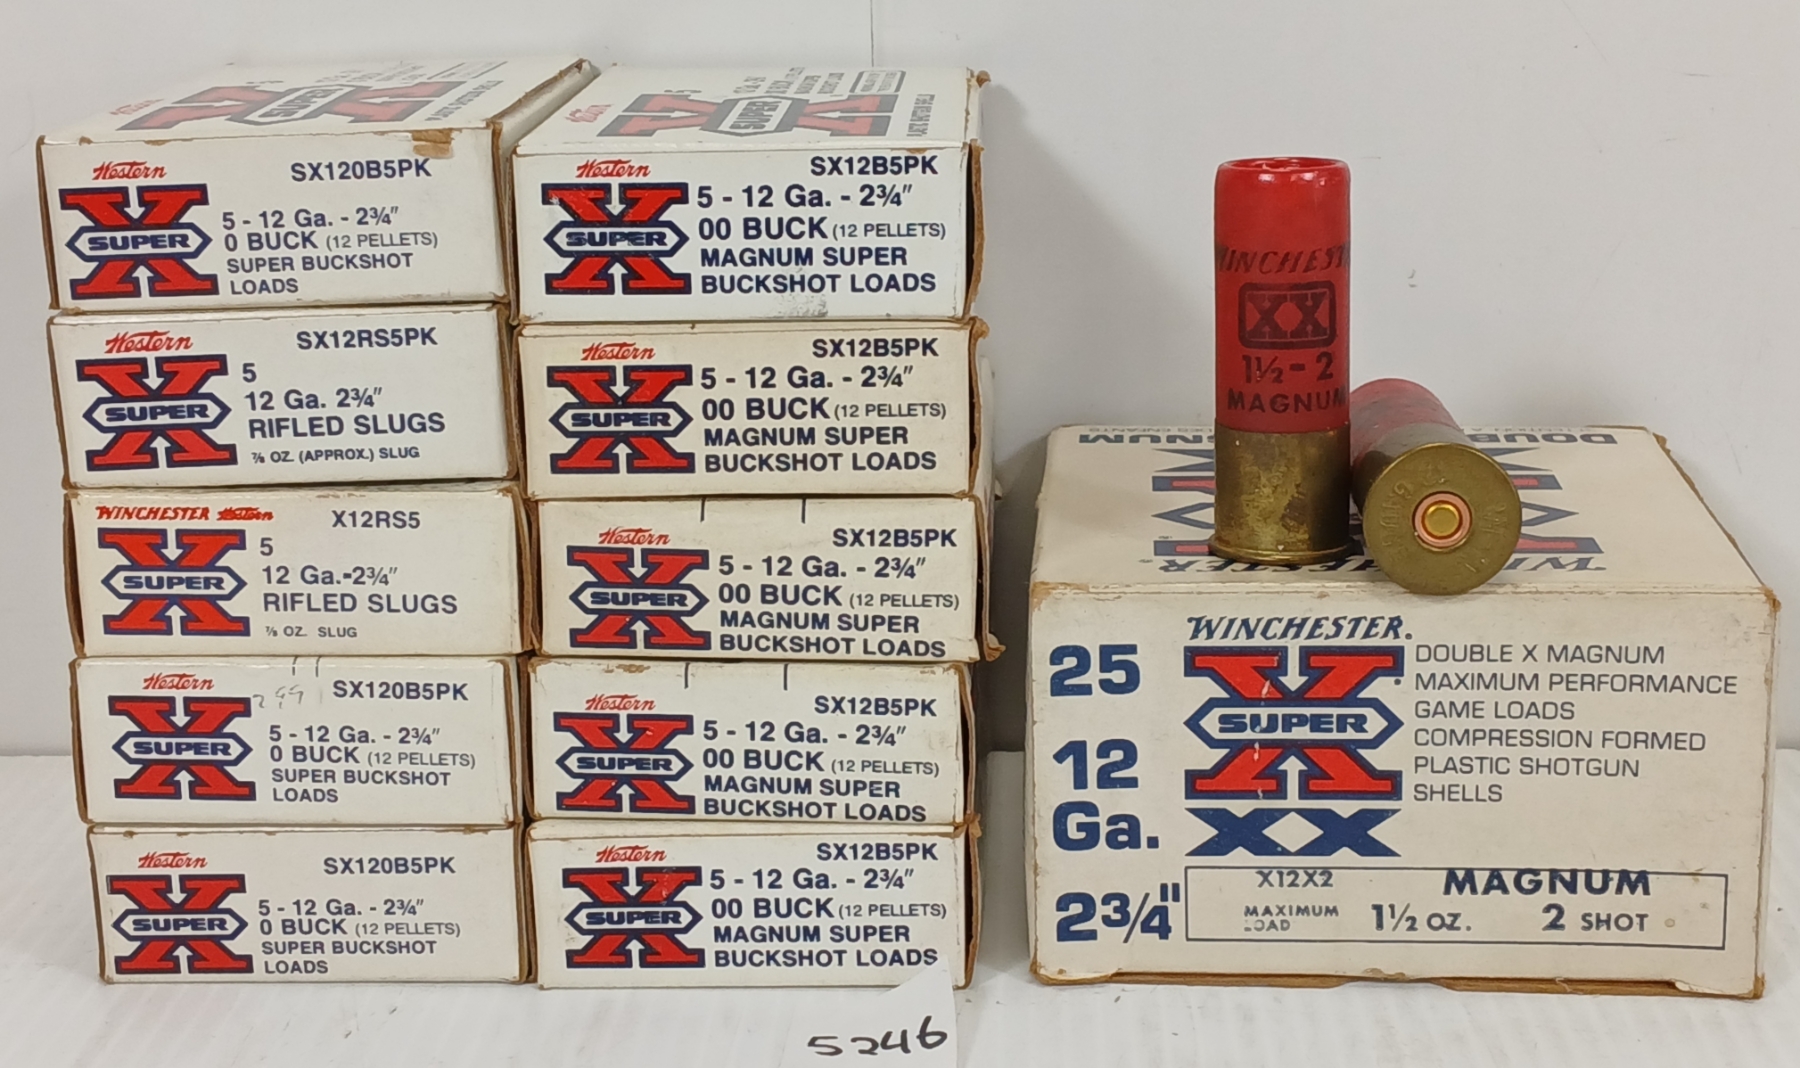 Western
SX120B5PK
SUPER X
5 - 12 Ga. - 2¾"
0 BUCK (12 PELLETS)
SUPER BUCKSHOT
LOADS
Western
SX12RS5PK
SUPER X
5
12 Ga. 2¾"
RIFLED SLUGS
⅞ OZ. (APPROX.) SLUG
WINCHESTER Western
X12RS5
SUPER X
5
12 Ga.-2¾"
RIFLED SLUGS
⅞ OZ. SLUG
Western
2.99
SX120B5PK
SUPER X
5 - 12 Ga. - 2¾"
0 BUCK (12 PELLETS)
SUPER BUCKSHOT
LOADS
Western
SX120B5PK
SUPER X
5 - 12 Ga. - 2¾"
0 BUCK (12 PELLETS)
SUPER BUCKSHOT
LOADS
SUPER X
Western
SX12B5PK
SUPER X
5 - 12 Ga. - 2¾"
00 BUCK (12 PELLETS)
MAGNUM SUPER
BUCKSHOT LOADS
Western
SX12B5PK
SUPER X
5 - 12 Ga. - 2¾"
00 BUCK (12 PELLETS)
MAGNUM SUPER
BUCKSHOT LOADS
Western
SX12B5PK
SUPER X
5 - 12 Ga. - 2¾"
00 BUCK (12 PELLETS)
MAGNUM SUPER
BUCKSHOT LOADS
Western
SX12B5PK
SUPER X
5 - 12 Ga. - 2¾"
00 BUCK (12 PELLETS)
MAGNUM SUPER
BUCKSHOT LOADS
Western
SX12B5PK
SUPER X
5 - 12 Ga. - 2¾"
00 BUCK (12 PELLETS)
MAGNUM SUPER
BUCKSHOT LOADS
5246
WINCHESTER
XX
1½-2
MAGNUM
WINCHESTER.
25
12
Ga.
2¾"
SUPER X
XX
DOUBLE X MAGNUM
MAXIMUM PERFORMANCE
GAME LOADS
COMPRESSION FORMED
PLASTIC SHOTGUN
SHELLS
X12X2
MAGNUM
MAXIMUM
LOAD
1½ OZ.
2 SHOT